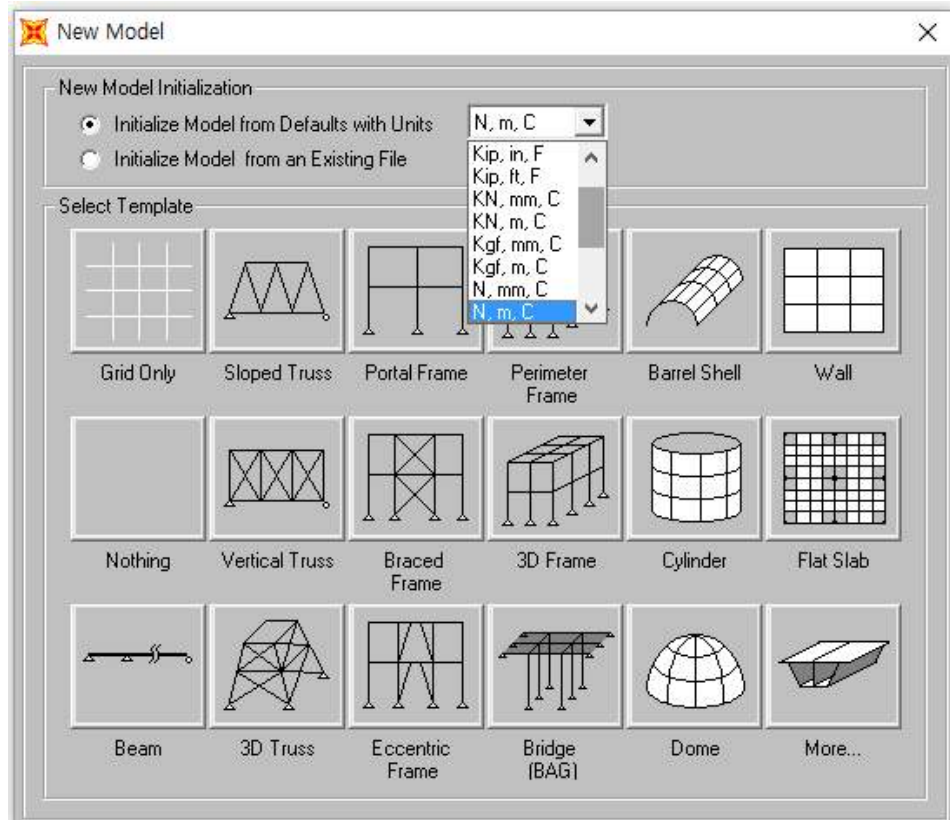 New Model
New Model Initialization
Initialize Model from Defaults with Units
N, m, C
Initialize Model from an Existing File
Kip, in, F
Kip, ft, F
KN, mm, C
KN, m, C
Kgf, mm, C
Kgf, m, C
N, mm, C
N, m, C
Select Template
Grid Only
Sloped Truss
Portal Frame
Perimeter
Frame
Barrel Shell
Wall
Nothing
Vertical Truss
Braced
Frame
3D Frame
Cylinder
Flat Slab
Beam
3D Truss
Eccentric
Frame
Bridge
(BAG)
Dome
More...